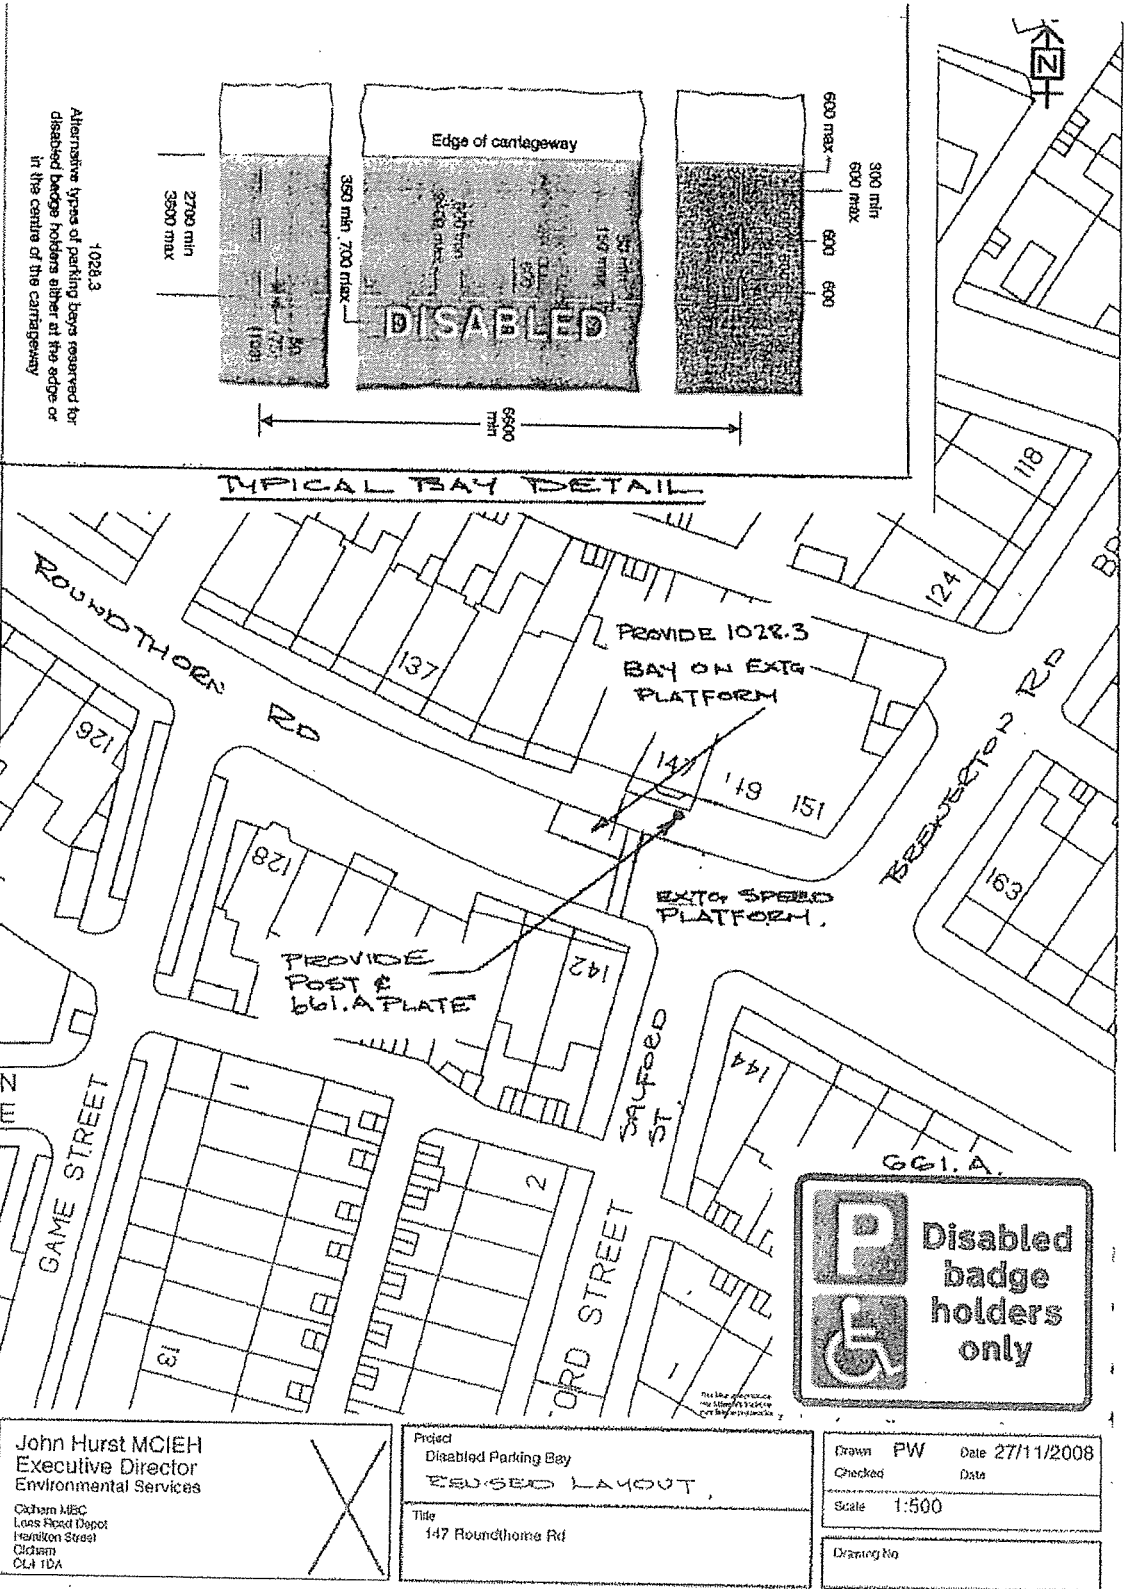 N
Edge of carriageway
DISABLED
600 max
300 min
600 max
600
600
350 min 700 max
2700 min
3600 max
6600
min
1028.3
Alternative types of parking bays reserved for
disabled badge holders either at the edge or
in the centre of the carriageway
TYPICAL BAY DETAIL
118
124
ROUNDTHORN
RD
137
PROVIDE 1028.3
BAY ON EXTG
PLATFORM
147
149
151
BRE
RD
126
128
163
EXTG SPEED
PLATFORM.
PROVIDE
POST &
661.A PLATE
142
144
SALFORD
ST.
N
E
GAME STREET
1
2
13
ORD STREET
1
661.A.
P
Disabled
badge
holders
only
John Hurst MCIEH
Executive Director
Environmental Services
Oldham MBC
Lees Road Depot
Hamilton Street
Oldham
OL4 1DA
Project
Disabled Parking Bay
REVISED LAYOUT.
Title
147 Roundthorne Rd
Drawn PW Date 27/11/2008
Checked Date
Scale 1:500
Drawing No